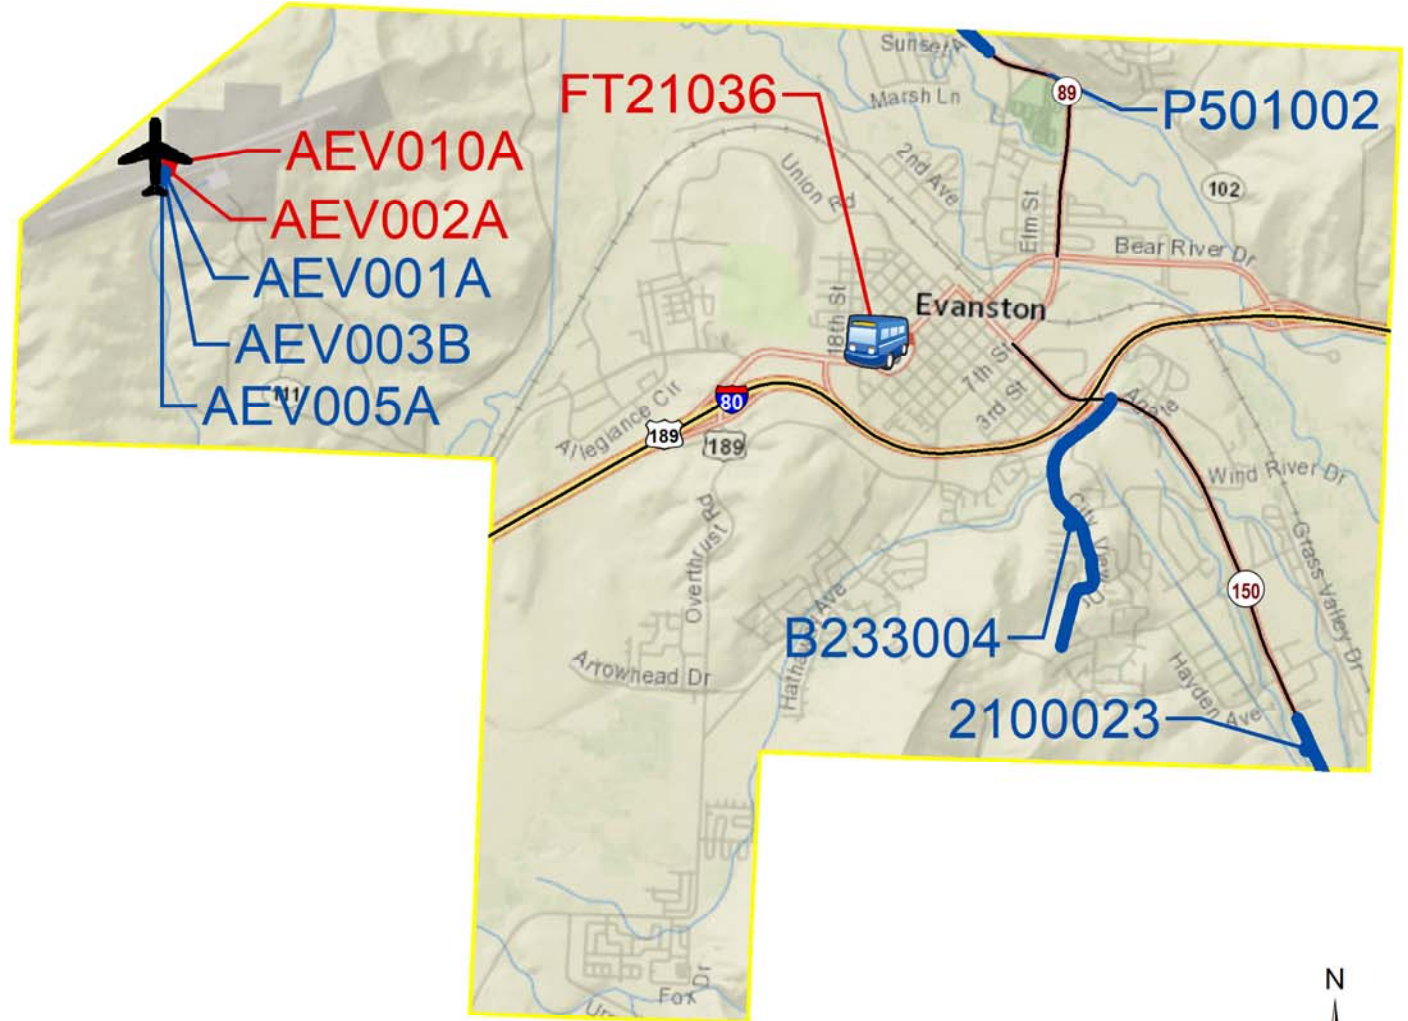 Sunset A
FT21036
Marsh Ln
89
P501002
AEV010A
2nd Ave
Union Rd
102
AEV002A
Elm St
Bear River Dr
AEV001A
Evanston
18th St
AEV003B
7th St
AEV005A
111
80
3rd St
Agate
Allegiance Cir
189
189
Wind River Dr
Overthrust Rd
City View Dr
Grass Valley Dr
150
B233004
Hathaway Ave
Arrowhead Dr
Hayden Ave
2100023
Fox Dr
N